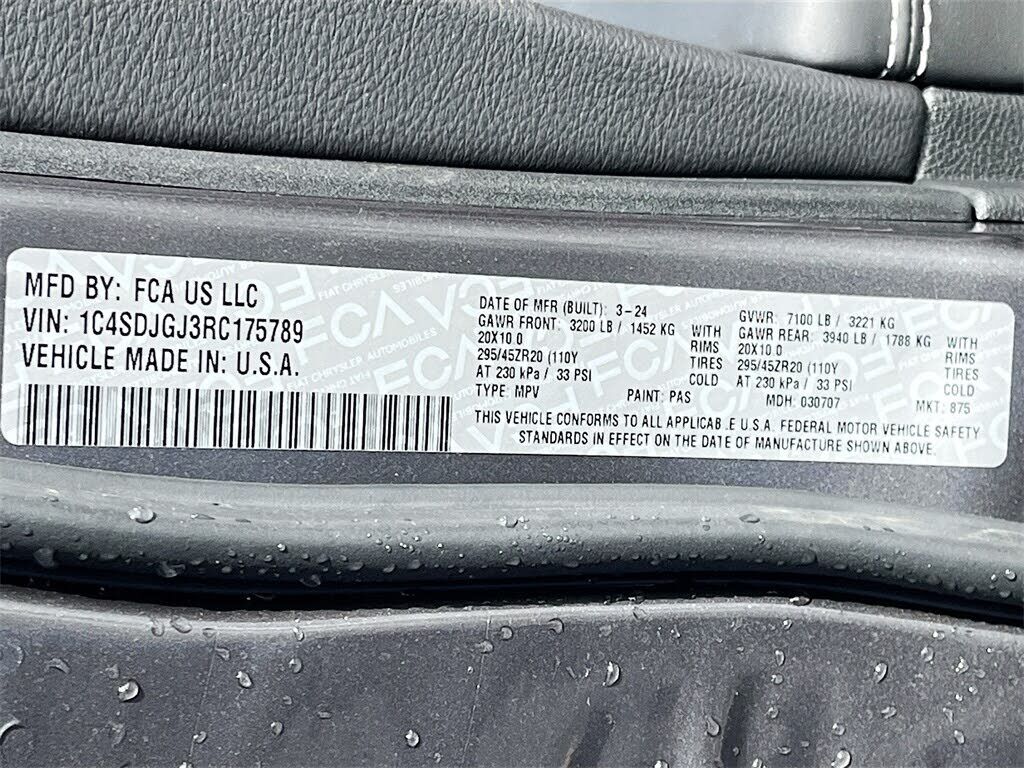 MFD BY: FCA US LLC
VIN: 1C4SDJGJ3RC175789
VEHICLE MADE IN: U.S.A.
DATE OF MFR (BUILT): 3-24
GAWR FRONT: 3200 LB / 1452 KG WITH
20X10.0 RIMS
295/45ZR20 (110Y TIRES
AT 230 kPa / 33 PSI COLD
TYPE: MPV PAINT: PAS
GVWR: 7100 LB / 3221 KG
GAWR REAR: 3940 LB / 1788 KG WITH
20X10.0 RIMS
295/45ZR20 (110Y TIRES
AT 230 kPa / 33 PSI COLD
MDH: 030707 MKT: 875
THIS VEHICLE CONFORMS TO ALL APPLICAB.E U.S.A. FEDERAL MOTOR VEHICLE SAFETY
STANDARDS IN EFFECT ON THE DATE OF MANUFACTURE SHOWN ABOVE.